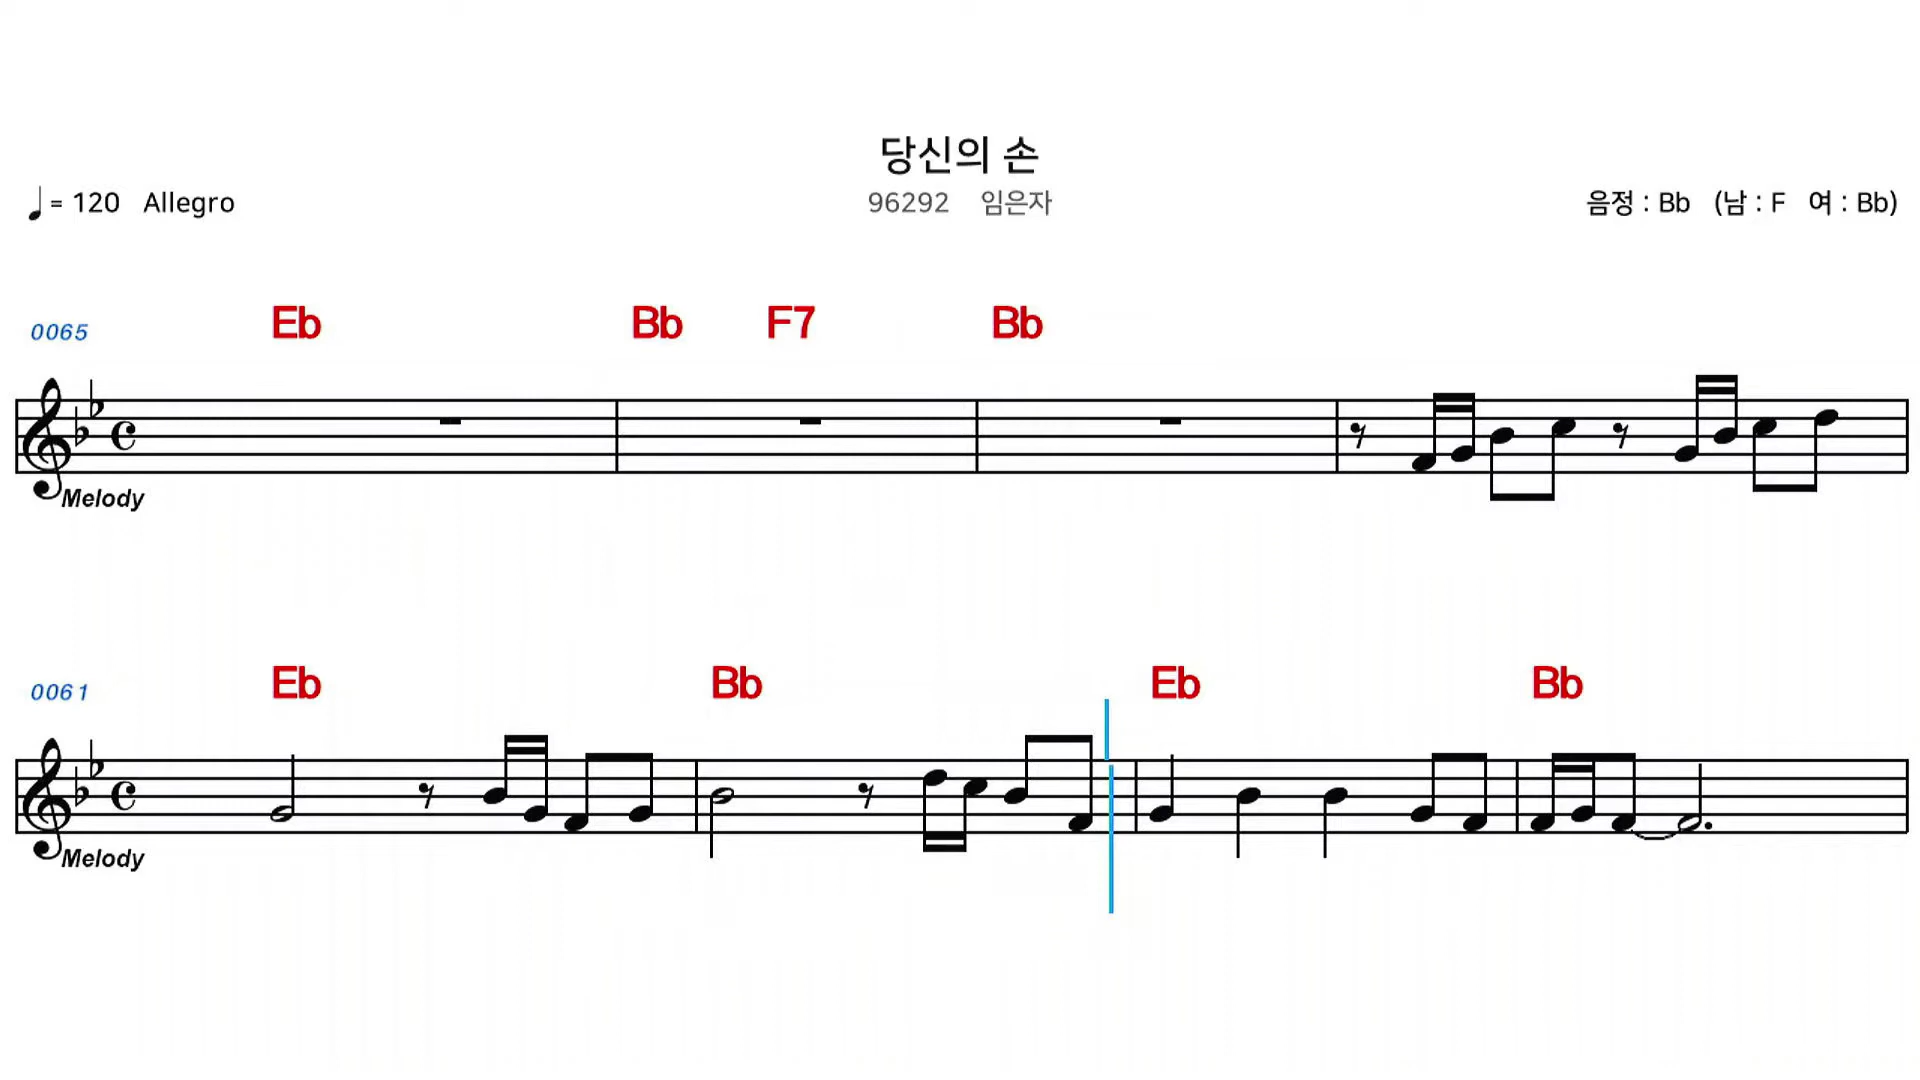 당신의 손
♩= 120 Allegro 96292 임은자 음정 : Bb (남 : F 여 : Bb)
0065 Eb Bb F7 Bb
Melody
0061 Eb Bb Eb Bb
Melody